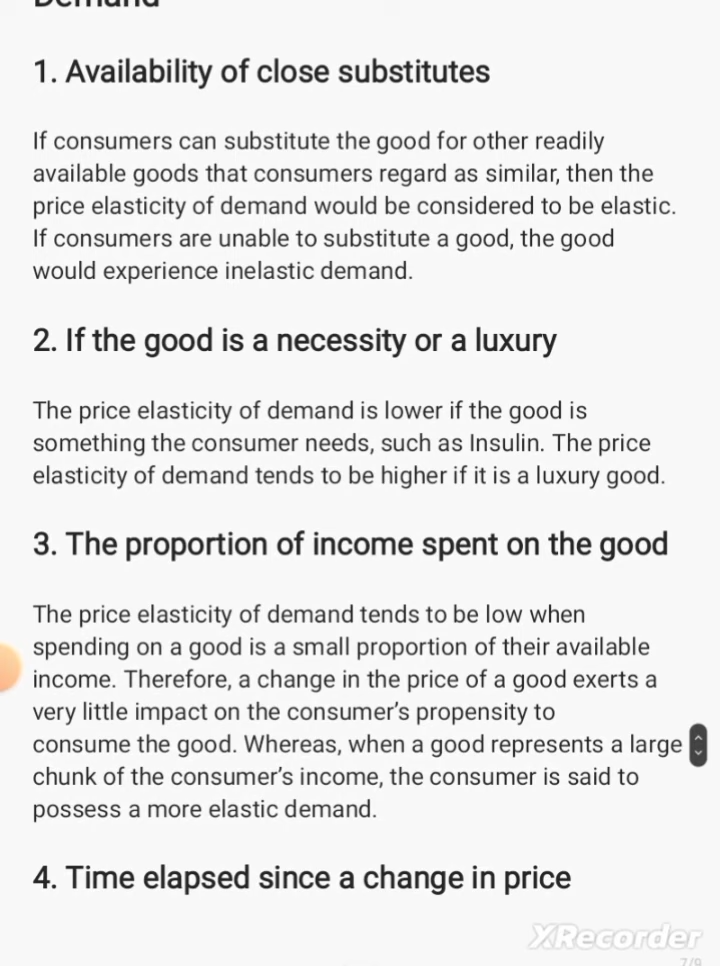 Demand
1. Availability of close substitutes
If consumers can substitute the good for other readily
available goods that consumers regard as similar, then the
price elasticity of demand would be considered to be elastic.
If consumers are unable to substitute a good, the good
would experience inelastic demand.
2. If the good is a necessity or a luxury
The price elasticity of demand is lower if the good is
something the consumer needs, such as Insulin. The price
elasticity of demand tends to be higher if it is a luxury good.
3. The proportion of income spent on the good
The price elasticity of demand tends to be low when
spending on a good is a small proportion of their available
income. Therefore, a change in the price of a good exerts a
very little impact on the consumer’s propensity to
consume the good. Whereas, when a good represents a large
chunk of the consumer’s income, the consumer is said to
possess a more elastic demand.
4. Time elapsed since a change in price
XRecorder
7/9